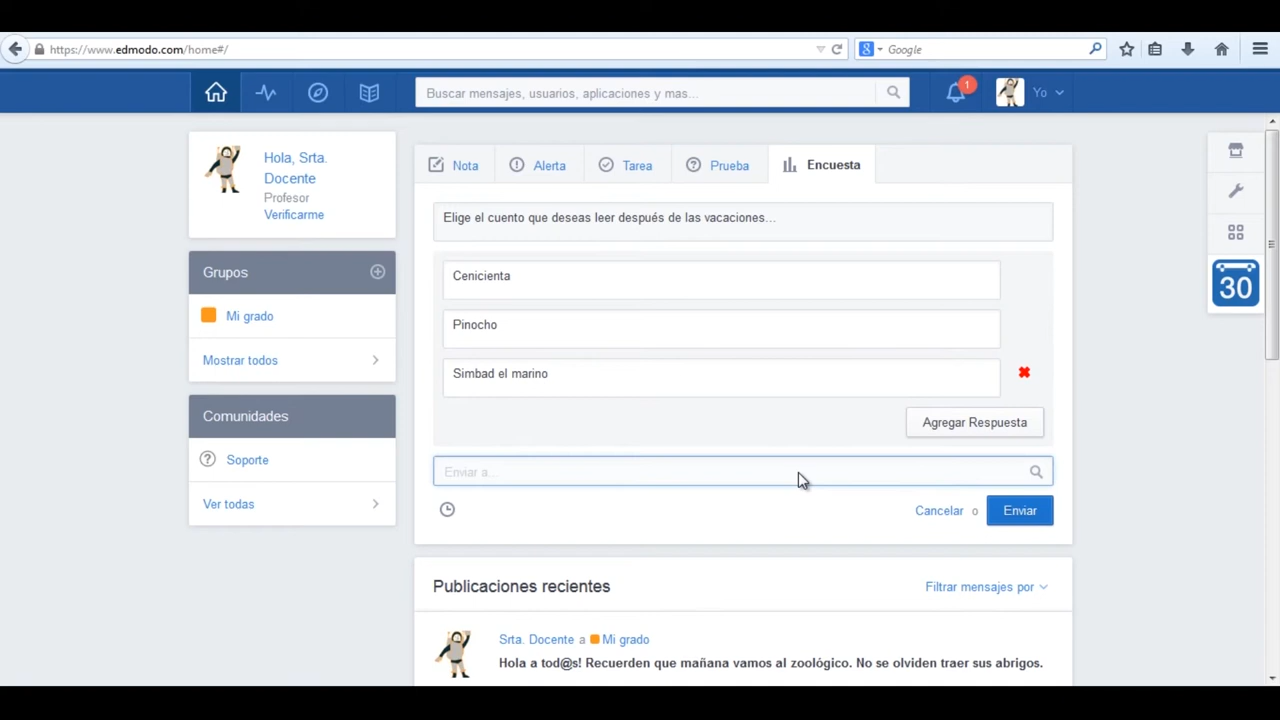 https://www.edmodo.com/home#/
8
Google
Buscar mensajes, usuarios, aplicaciones y mas...
1
Yo
Hola, Srta.
Docente
Profesor
Verificarme
Grupos
Mi grado
Mostrar todos
Comunidades
Soporte
Ver todas
Nota
Alerta
Tarea
Prueba
Encuesta
Elige el cuento que deseas leer después de las vacaciones...
Cenicienta
Pinocho
Simbad el marino
Agregar Respuesta
Enviar a...
Cancelar o Enviar
Publicaciones recientes
Filtrar mensajes por
Srta. Docente a Mi grado
Hola a tod@s! Recuerden que mañana vamos al zoológico. No se olviden traer sus abrigos.
30